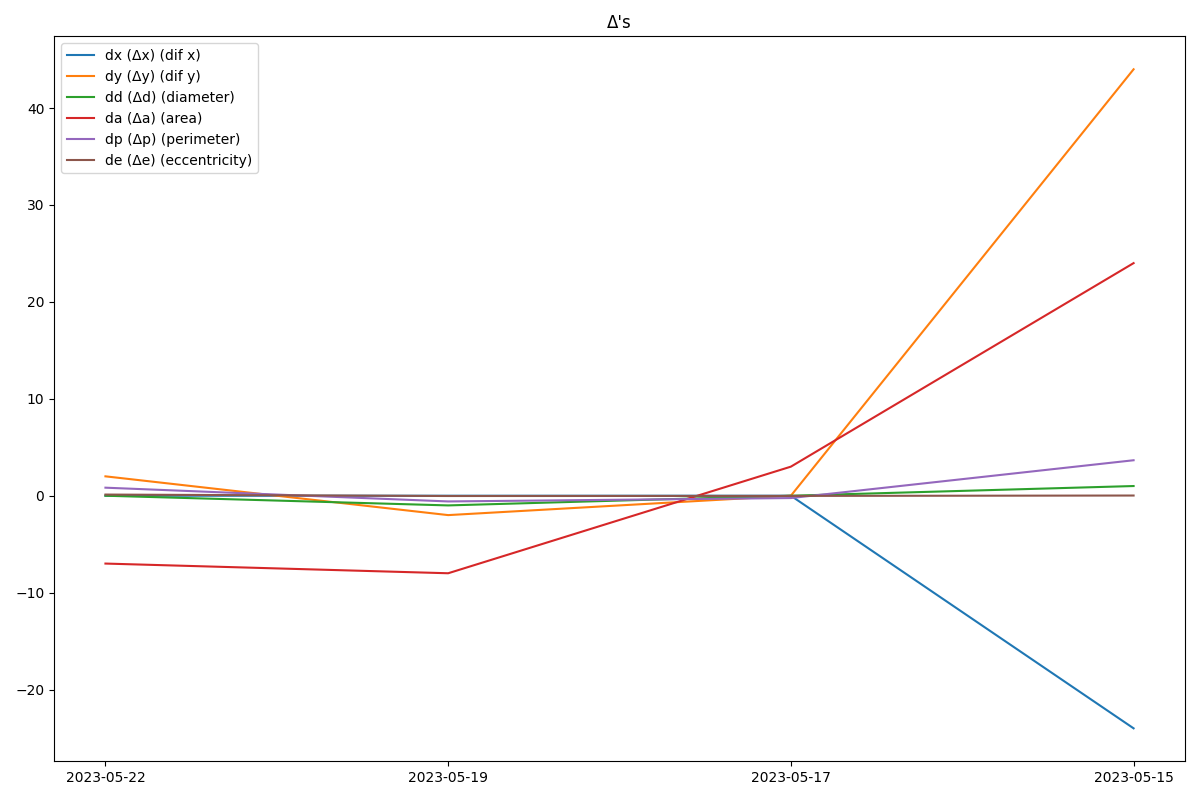 Δ's
dx (Δx) (dif x)
dy (Δy) (dif y)
dd (Δd) (diameter)
da (Δa) (area)
dp (Δp) (perimeter)
de (Δe) (eccentricity)
40
30
20
10
0
−10
−20
2023-05-22 2023-05-19 2023-05-17 2023-05-15